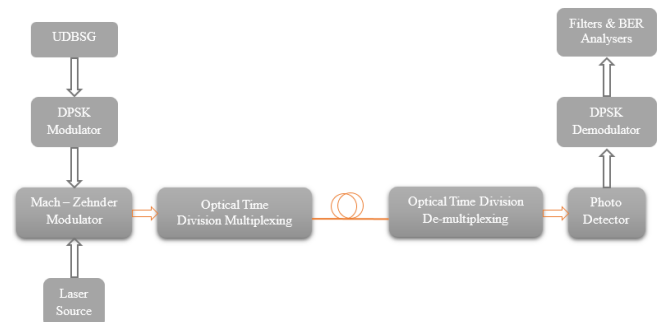 UDBSG
DPSK
Modulator
Mach – Zehnder
Modulator
Laser
Source
Optical Time
Division Multiplexing
Optical Time Division
De-multiplexing
Photo
Detector
DPSK
Demodulator
Filters & BER
Analysers